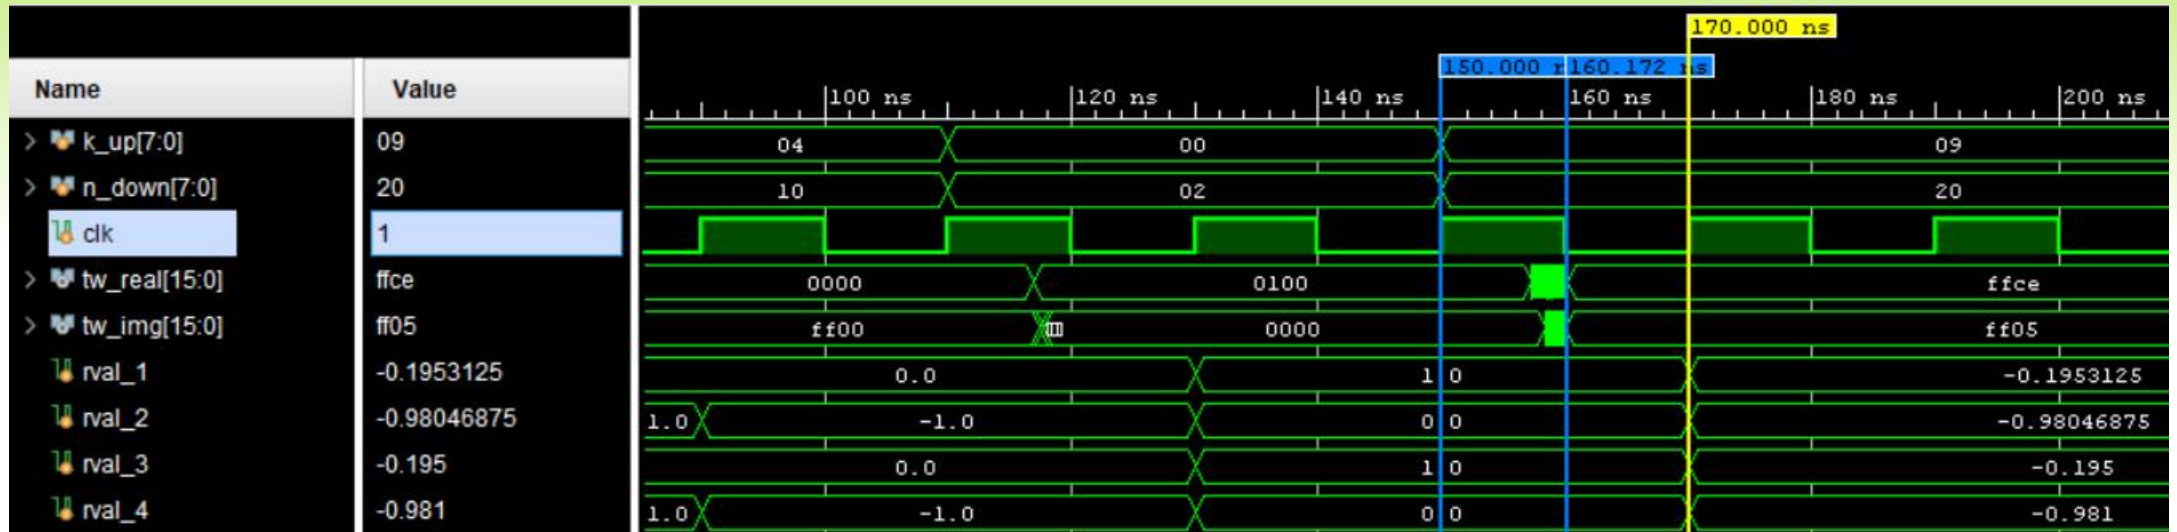 170.000 ns
150.000 160.172 ns
Name Value 100 ns 120 ns 140 ns 160 ns 180 ns 200 ns
k_up[7:0] 09 04 00 09
n_down[7:0] 20 10 02 20
clk 1
tw_real[15:0] ffce 0000 0100 ffce
tw_img[15:0] ff05 ff00 0000 ff05
rval_1 -0.1953125 0.0 1 0 -0.1953125
rval_2 -0.98046875 1.0 -1.0 0 0 -0.98046875
rval_3 -0.195 0.0 1 0 -0.195
rval_4 -0.981 1.0 -1.0 0 0 -0.981